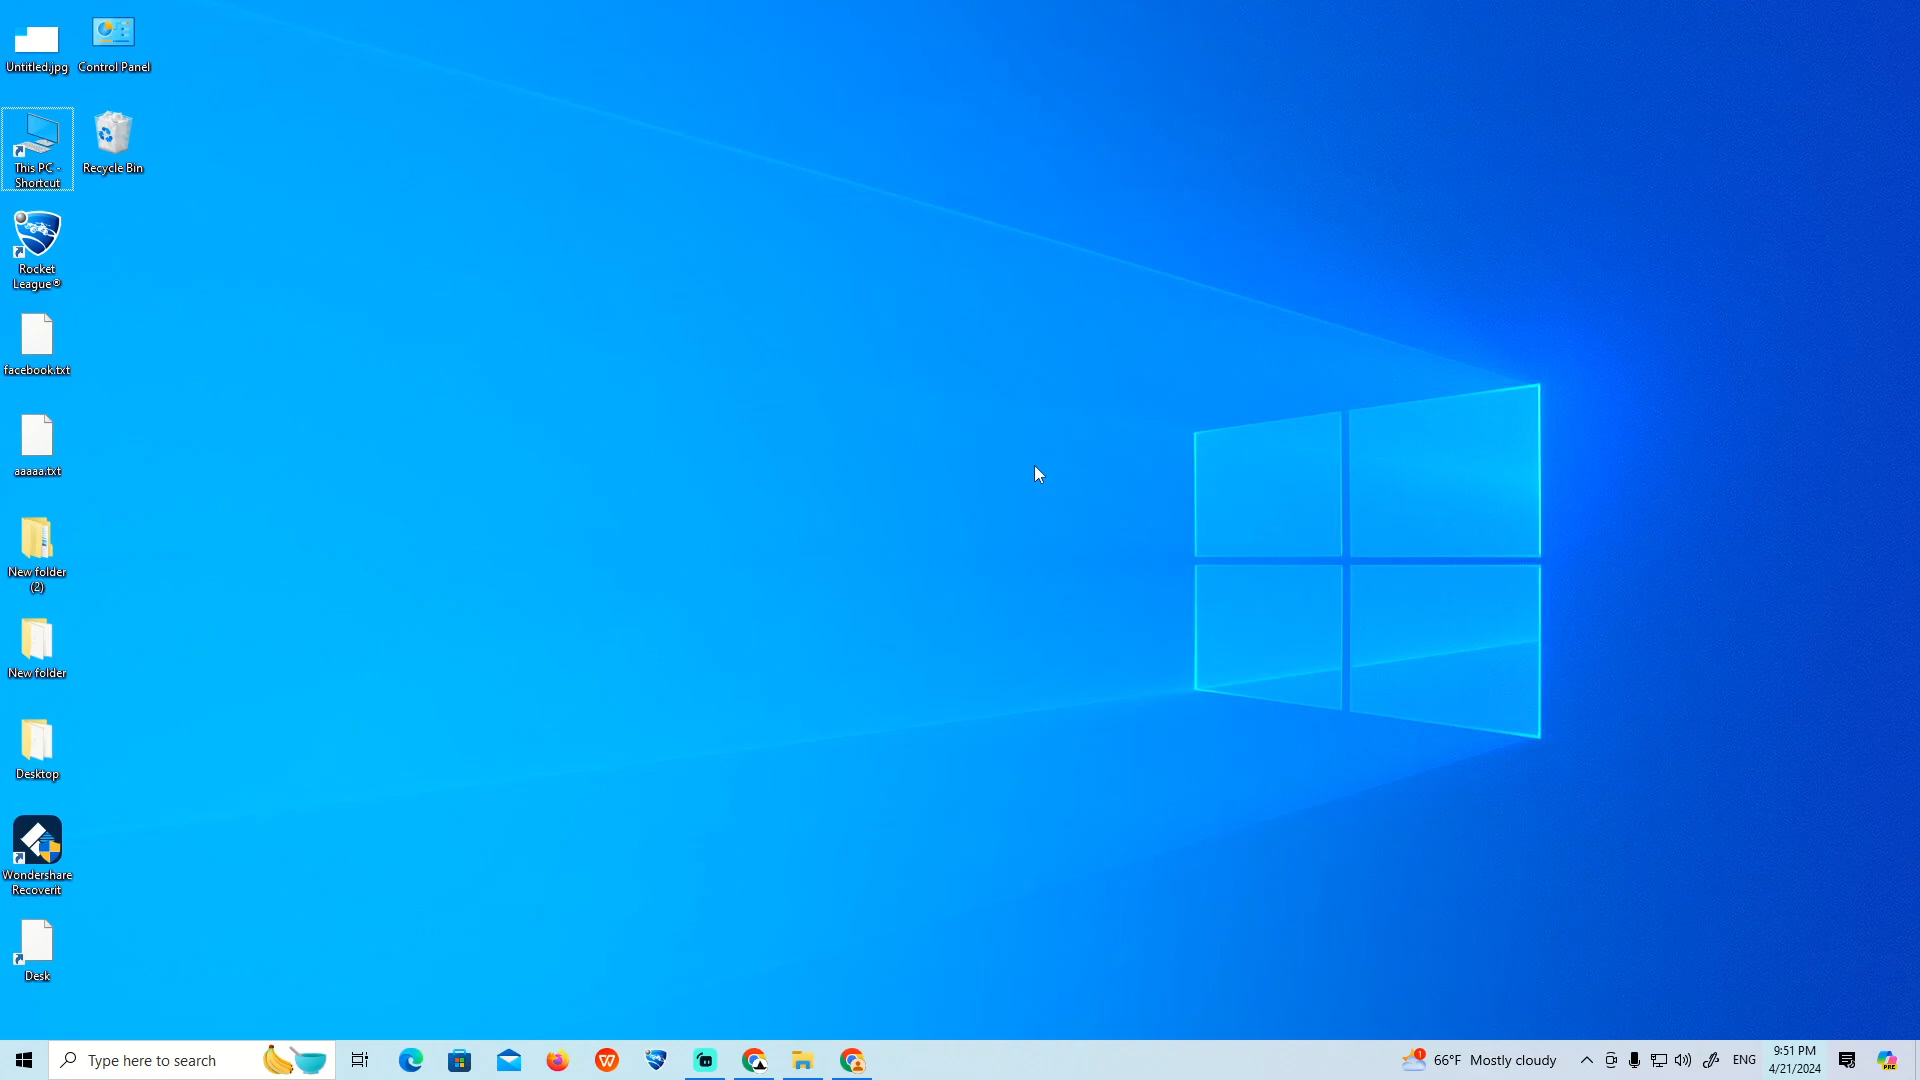 Untitled.jpg
Control Panel
This PC -
Shortcut
Recycle Bin
Rocket
League®
facebook.txt
aaaaa.txt
New folder
(2)
New folder
Desktop
Wondershare
Recoverit
Desk
Type here to search
1
66°F Mostly cloudy
ENG
9:51 PM
4/21/2024
PRE